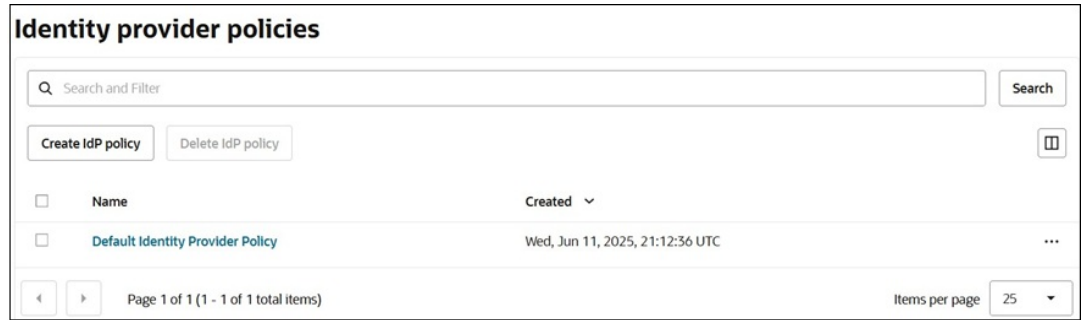 Identity provider policies
Search and Filter
Search
Create IdP policy
Delete IdP policy
Name
Created
Default Identity Provider Policy
Wed, Jun 11, 2025, 21:12:36 UTC
Page 1 of 1 (1 - 1 of 1 total items)
Items per page
25